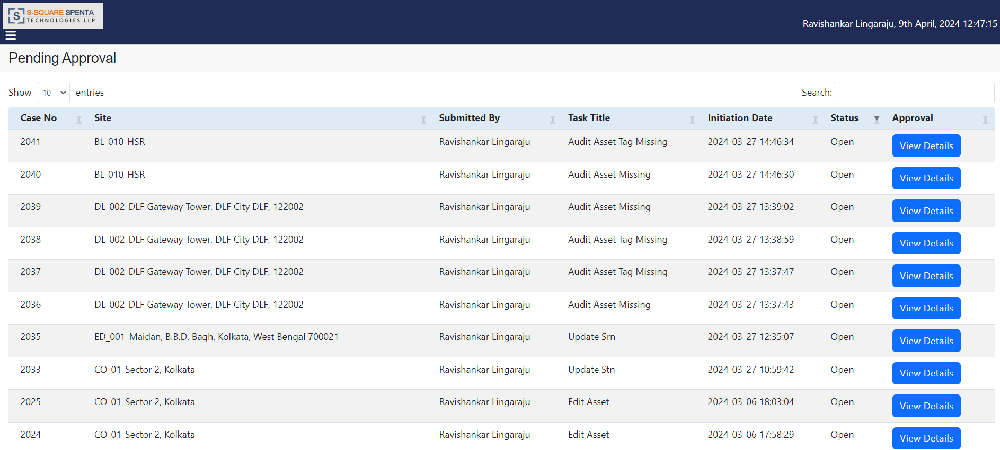 S S-SQUARE SPENTA
TECHNOLOGIES LLP
Ravishankar Lingaraju, 9th April, 2024 12:47:15
Pending Approval
Show 10 entries Search:
Case No Site Submitted By Task Title Initiation Date Status Approval
2041 BL-010-HSR Ravishankar Lingaraju Audit Asset Tag Missing 2024-03-27 14:46:34 Open View Details
2040 BL-010-HSR Ravishankar Lingaraju Audit Asset Missing 2024-03-27 14:46:30 Open View Details
2039 DL-002-DLF Gateway Tower, DLF City DLF, 122002 Ravishankar Lingaraju Audit Asset Missing 2024-03-27 13:39:02 Open View Details
2038 DL-002-DLF Gateway Tower, DLF City DLF, 122002 Ravishankar Lingaraju Audit Asset Tag Missing 2024-03-27 13:38:59 Open View Details
2037 DL-002-DLF Gateway Tower, DLF City DLF, 122002 Ravishankar Lingaraju Audit Asset Tag Missing 2024-03-27 13:37:47 Open View Details
2036 DL-002-DLF Gateway Tower, DLF City DLF, 122002 Ravishankar Lingaraju Audit Asset Missing 2024-03-27 13:37:43 Open View Details
2035 ED_001-Maidan, B.B.D. Bagh, Kolkata, West Bengal 700021 Ravishankar Lingaraju Update Srn 2024-03-27 12:35:07 Open View Details
2033 CO-01-Sector 2, Kolkata Ravishankar Lingaraju Update Stn 2024-03-27 10:59:42 Open View Details
2025 CO-01-Sector 2, Kolkata Ravishankar Lingaraju Edit Asset 2024-03-06 18:03:04 Open View Details
2024 CO-01-Sector 2, Kolkata Ravishankar Lingaraju Edit Asset 2024-03-06 17:58:29 Open View Details